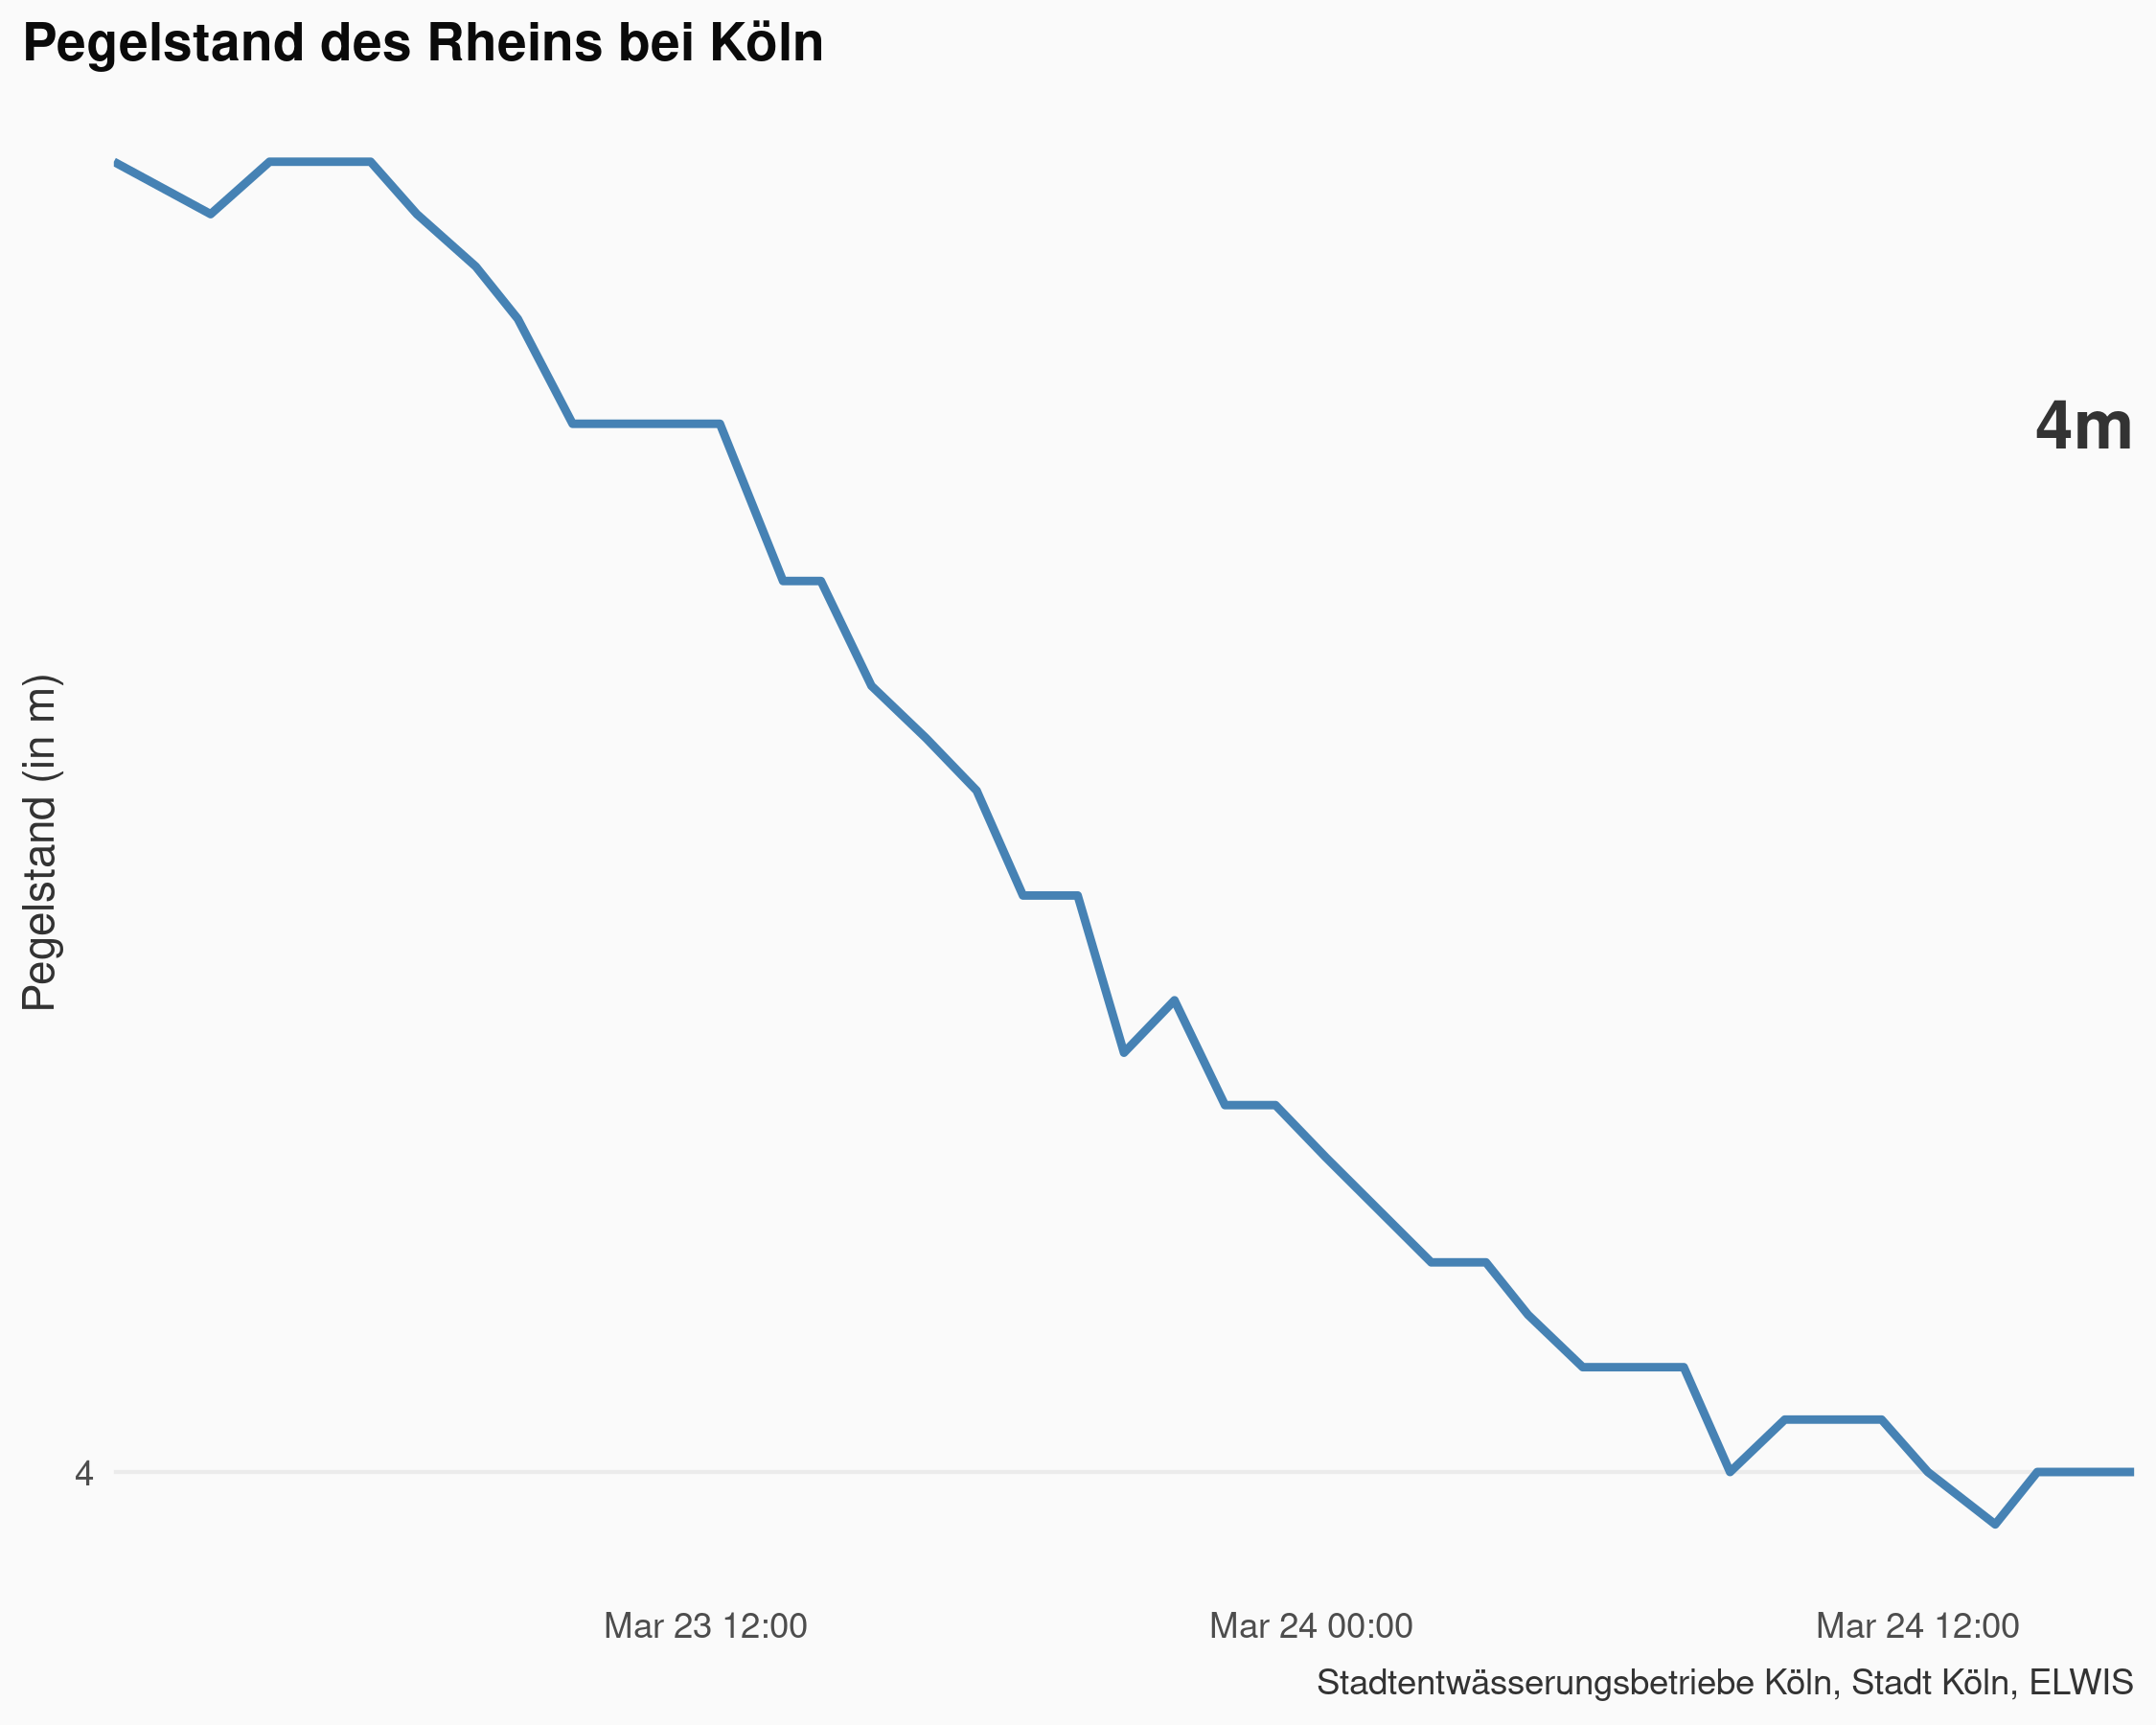 Pegelstand des Rheins bei Köln
4m
Pegelstand (in m)
4
Mar 23 12:00
Mar 24 00:00
Mar 24 12:00
Stadtentwässerungsbetriebe Köln, Stadt Köln, ELWIS